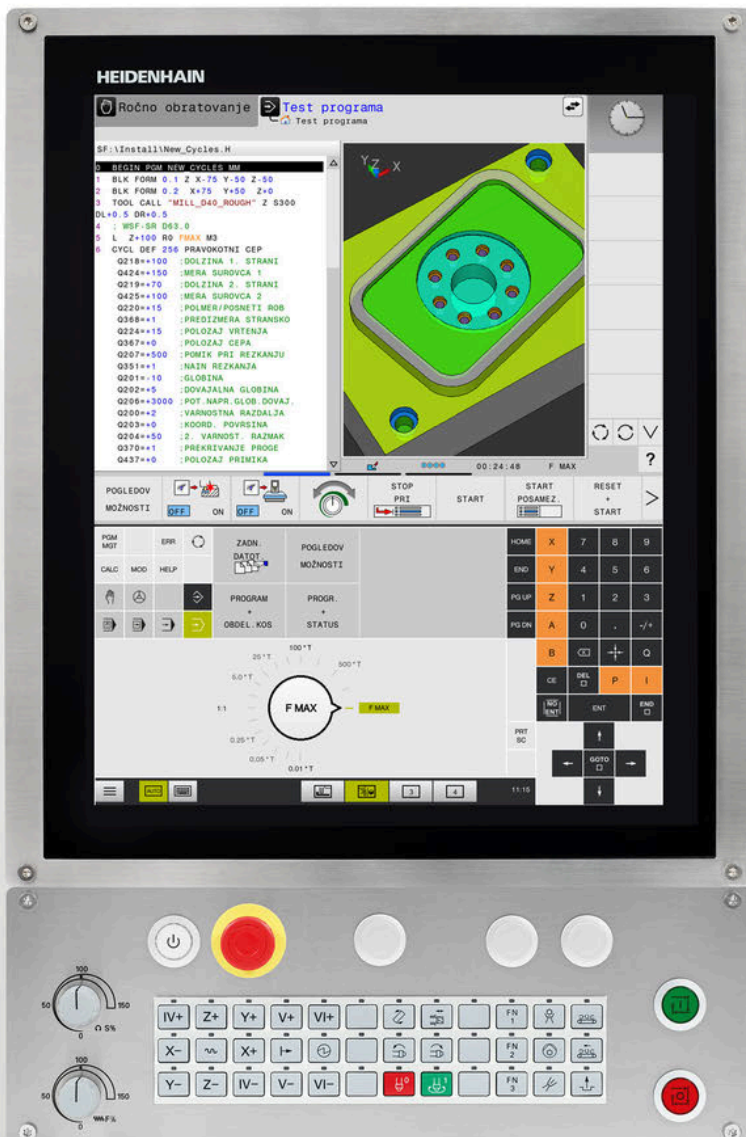 HEIDENHAIN
Ročno obratovanje
Test programa
Test programa
SF:\Install\New_Cycles.H
0 BEGIN PGM NEW CYCLES MM
1 BLK FORM 0.1 Z X-75 Y-50 Z-50
2 BLK FORM 0.2 X+75 Y+50 Z+0
3 TOOL CALL "MILL_D40_ROUGH" Z S300
DL+0.5 DR+0.5
4 ; WSF-SR D63.0
5 L Z+100 R0 FMAX M3
6 CYCL DEF 256 PRAVOKOTNI CEP
Q218=+100 ;DOLZINA 1. STRANI
Q424=+150 ;MERA SUROVCA 1
Q219=+70 ;DOLZINA 2. STRANI
Q425=+100 ;MERA SUROVCA 2
Q220=+15 ;POLMER/POSNETI ROB
Q368=+1 ;PREDIZMERA STRANSKO
Q224=+15 ;POLOZAJ VRTENJA
Q367=+0 ;POLOZAJ CEPA
Q207=+500 ;POMIK PRI REZKANJU
Q351=+1 ;NAIN REZKANJA
Q201=-10 ;GLOBINA
Q202=+5 ;DOVAJALNA GLOBINA
Q206=+3000 ;POT.NAPR.GLOB.DOVAJ.
Q200=+2 ;VARNOSTNA RAZDALJA
Q203=+0 ;KOORD. POVRSINA
Q204=+50 ;2. VARNOST. RAZMAK
Q370=+1 ;PREKRIVANJE PROGE
Q437=+0 ;POLOZAJ PRIMIKA
Y Z X
00:24:48 F MAX
?
POGLEDOV
MOŽNOSTI
OFF ON
OFF ON
STOP
PRI
START
START
POSAMEZ.
RESET
+
START
PGM
MGT
ERR
CALC MOD HELP
ZADN.
DATOT.
POGLEDOV
MOŽNOSTI
PROGRAM
+
OBDEL.KOS
PROGR.
+
STATUS
HOME X 7 8 9
END Y 4 5 6
PG UP Z 1 2 3
PG DN A 0 . -/+
B Q
CE DEL P I
NO
ENT
ENT
END
PRT
SC
GOTO
100*T
25*T
500*T
5.0*T
1:1
F MAX
F MAX
0.25*T
0,05*T
0.01*T
AUTO
3
4
11:15
100
50 150
0
S%
100
50 150
0
F%
IV+ Z+ Y+ V+ VI+ FN 1
X- X+ FN 2
Y- Z- IV- V- VI- 0 1 FN 3